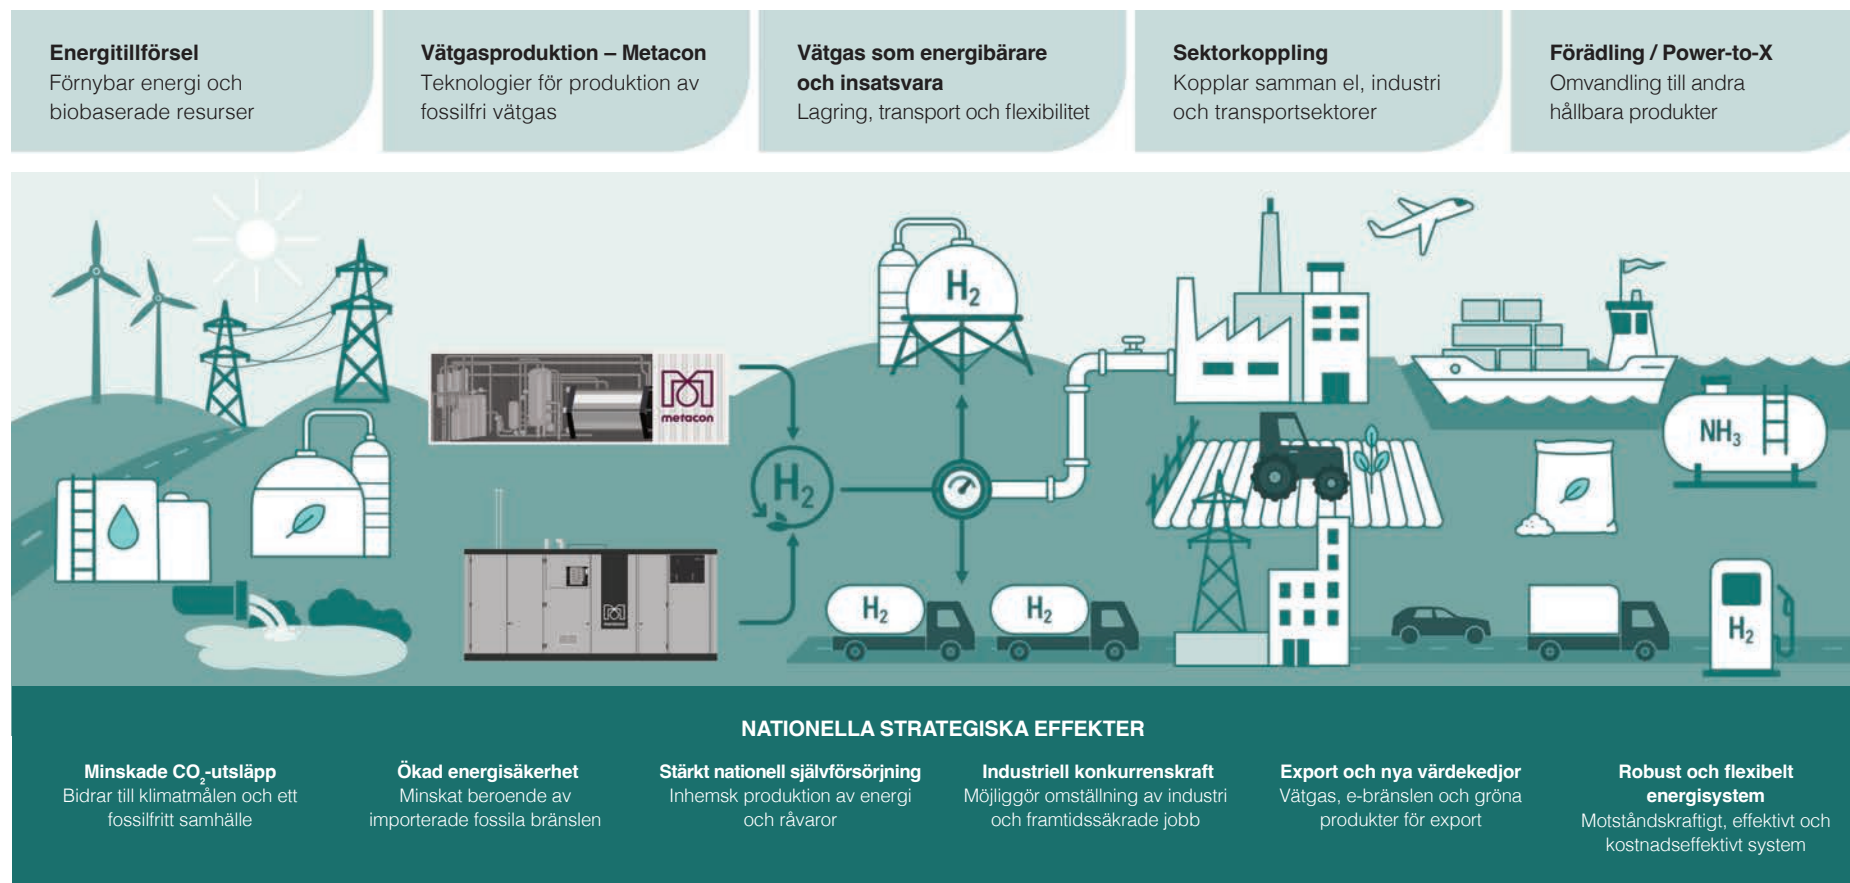 Energitillförsel
Förnybar energi och
biobaserade resurser
Vätgasproduktion – Metacon
Teknologier för produktion av
fossilfri vätgas
Vätgas som energibärare
och insatsvara
Lagring, transport och flexibilitet
Sektorkoppling
Kopplar samman el, industri
och transportsektorer
Förädling / Power-to-X
Omvandling till andra
hållbara produkter
H₂
metacon
NH₃
H₂
H₂
H₂
H₂
NATIONELLA STRATEGISKA EFFEKTER
Minskade CO₂-utsläpp
Bidrar till klimatmålen och ett
fossilfritt samhälle
Ökad energisäkerhet
Minskat beroende av
importerade fossila bränslen
Stärkt nationell självförsörjning
Inhemsk produktion av energi
och råvaror
Industriell konkurrenskraft
Möjliggör omställning av industri
och framtidssäkrade jobb
Export och nya värdekedjor
Vätgas, e-bränslen och gröna
produkter för export
Robust och flexibelt
energisystem
Motståndskraftigt, effektivt och
kostnadseffektivt system